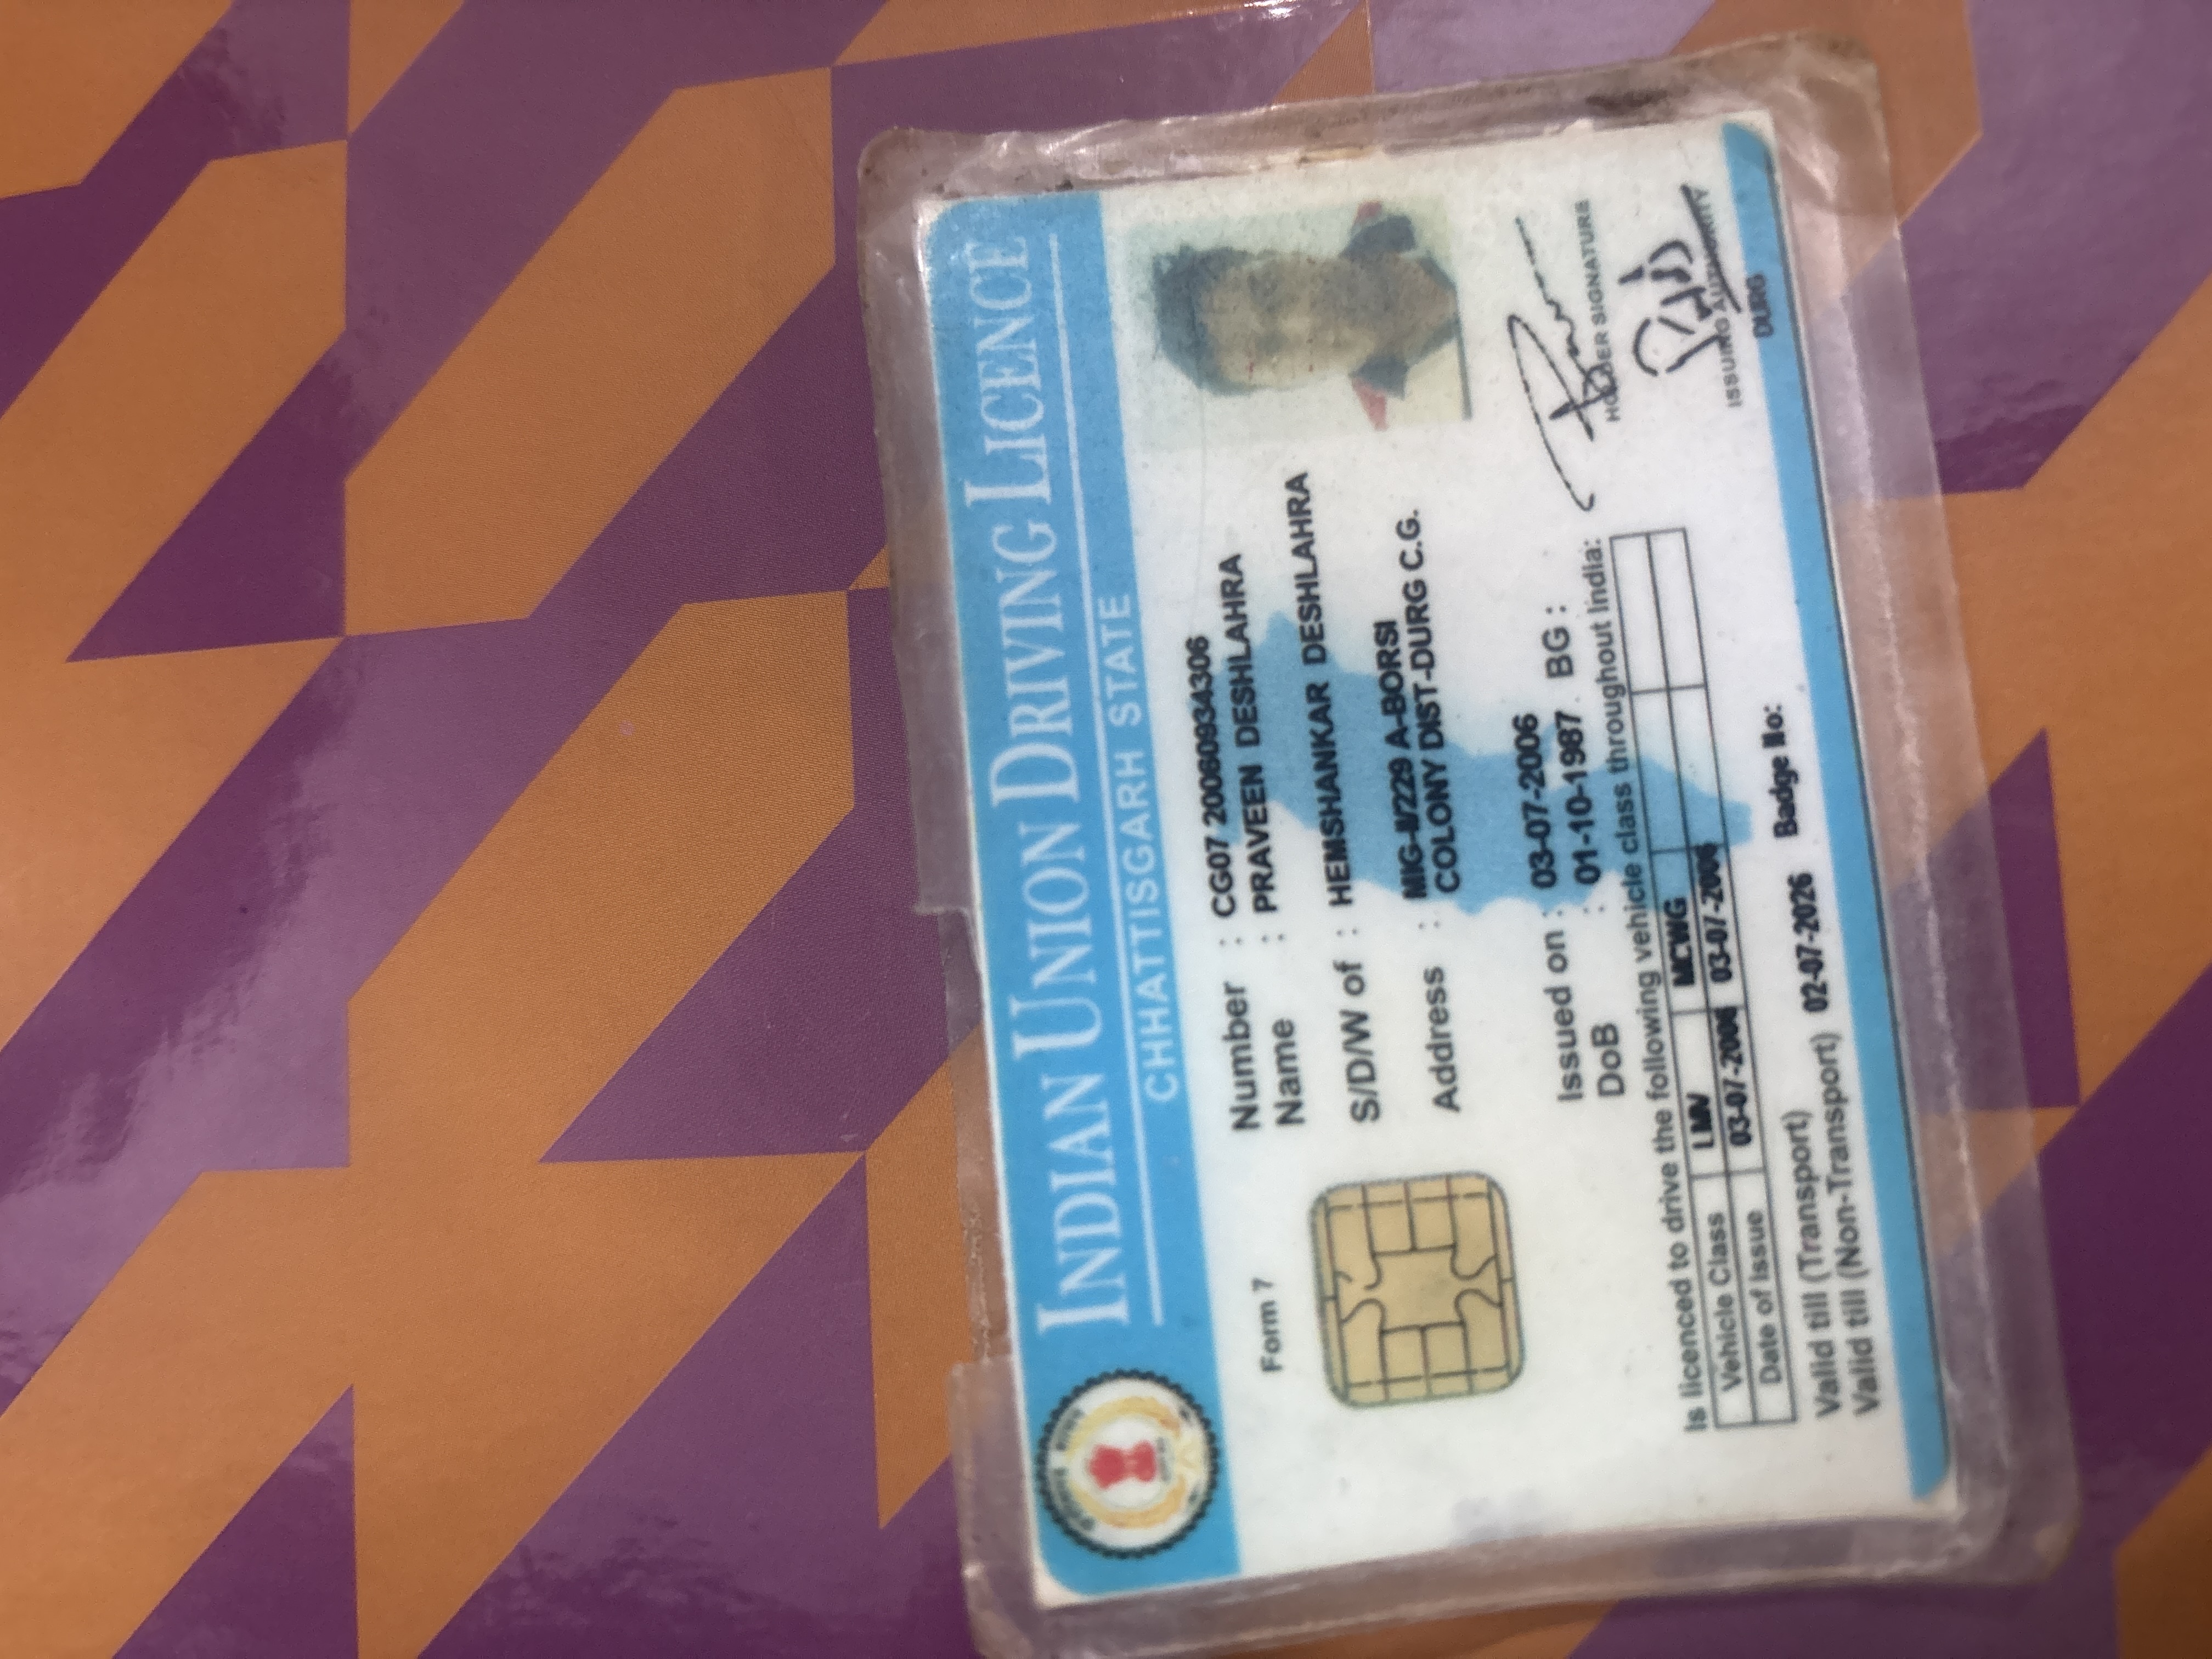 INDIAN UNION DRIVING LICENCE
CHHATTISGARH STATE
Form 7
Number : CG07 20060934306
Name : PRAVEEN DESHLAHRA
S/D/W of : HEMSHANKAR DESHLAHRA
Address : MIG-II/229 A-BORSI
COLONY DIST-DURG C.G.
Issued on : 03-07-2006
DoB : 01-10-1987 BG :
Is licenced to drive the following vehicle class throughout India:
Vehicle Class LMV MCWG
Date of Issue 03-07-2006 03-07-2006
Valid till (Transport)
Valid till (Non-Transport) 02-07-2026 Badge No:
HOLDER SIGNATURE
ISSUING AUTHORITY
DURG